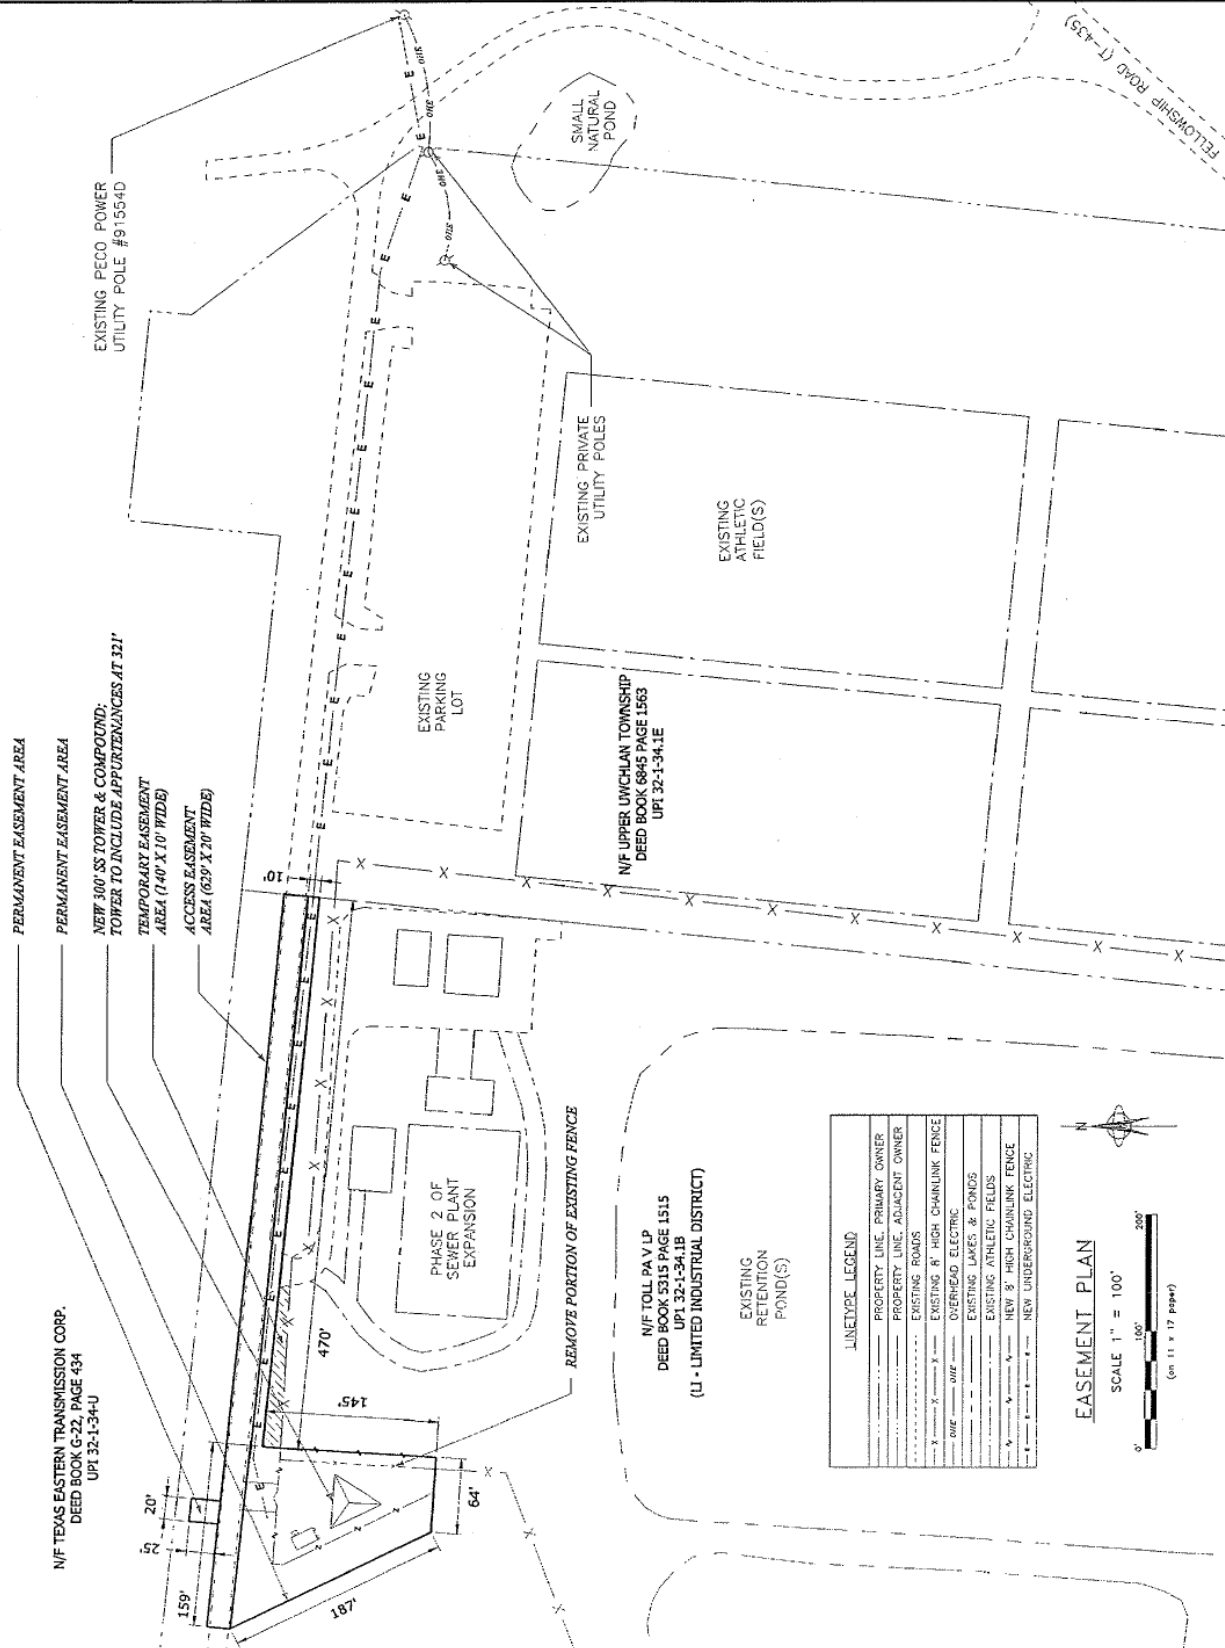 EXISTING PECO POWER
UTILITY POLE #91554D
SMALL
NATURAL
POND
FELLOWSHIP ROAD (T-435)
EXISTING PRIVATE
UTILITY POLES
EXISTING
ATHLETIC
FIELD(S)
EXISTING
PARKING
LOT
N/F UPPER UWCHLAN TOWNSHIP
DEED BOOK 6845 PAGE 1563
UPI 32-1-34.1E
PERMANENT EASEMENT AREA
PERMANENT EASEMENT AREA
NEW 300' SS TOWER & COMPOUND;
TOWER TO INCLUDE APPURTENANCES AT 321'
TEMPORARY EASEMENT
AREA (140' X 10' WIDE)
ACCESS EASEMENT
AREA (629' X 20' WIDE)
10'
PHASE 2 OF
SEWER PLANT
EXPANSION
REMOVE PORTION OF EXISTING FENCE
470'
145'
64'
187'
159'
25'
20'
N/F TEXAS EASTERN TRANSMISSION CORP.
DEED BOOK G-22, PAGE 434
UPI 32-1-34-U
N/F TOLL PA V LP
DEED BOOK 5315 PAGE 1515
UPI 32-1-34.1B
(LI - LIMITED INDUSTRIAL DISTRICT)
EXISTING
RETENTION
POND(S)
LINETYPE LEGEND
PROPERTY LINE, PRIMARY OWNER
PROPERTY LINE, ADJACENT OWNER
EXISTING ROADS
X X X EXISTING 8' HIGH CHAINLINK FENCE
OHE OHE OVERHEAD ELECTRIC
EXISTING LAKES & PONDS
EXISTING ATHLETIC FIELDS
NEW 8' HIGH CHAINLINK FENCE
E E E NEW UNDERGROUND ELECTRIC
N
EASEMENT PLAN
SCALE 1" = 100'
0' 100' 200'
(on 11 x 17 paper)